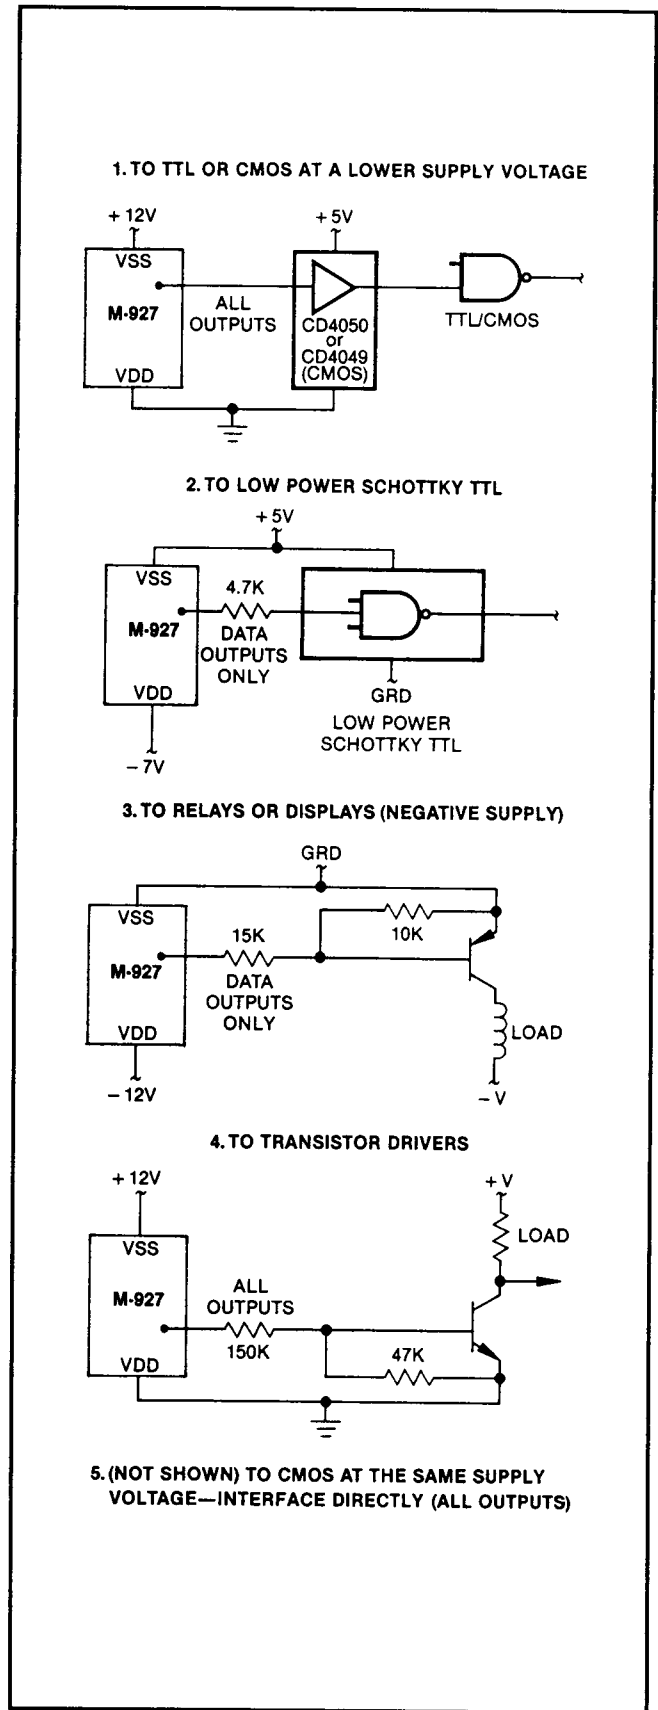 1. TO TTL OR CMOS AT A LOWER SUPPLY VOLTAGE
+ 12V
+ 5V
VSS
M-927
ALL
OUTPUTS
VDD
CD4050
or
CD4049
(CMOS)
TTL/CMOS
2. TO LOW POWER SCHOTTKY TTL
+ 5V
VSS
M-927
4.7K
DATA
OUTPUTS
ONLY
VDD
- 7V
GRD
LOW POWER
SCHOTTKY TTL
3. TO RELAYS OR DISPLAYS (NEGATIVE SUPPLY)
GRD
VSS
M-927
15K
DATA
OUTPUTS
ONLY
10K
VDD
- 12V
LOAD
- V
4. TO TRANSISTOR DRIVERS
+ 12V
+ V
VSS
LOAD
M-927
ALL
OUTPUTS
150K
47K
VDD
5. (NOT SHOWN) TO CMOS AT THE SAME SUPPLY
VOLTAGE—INTERFACE DIRECTLY (ALL OUTPUTS)